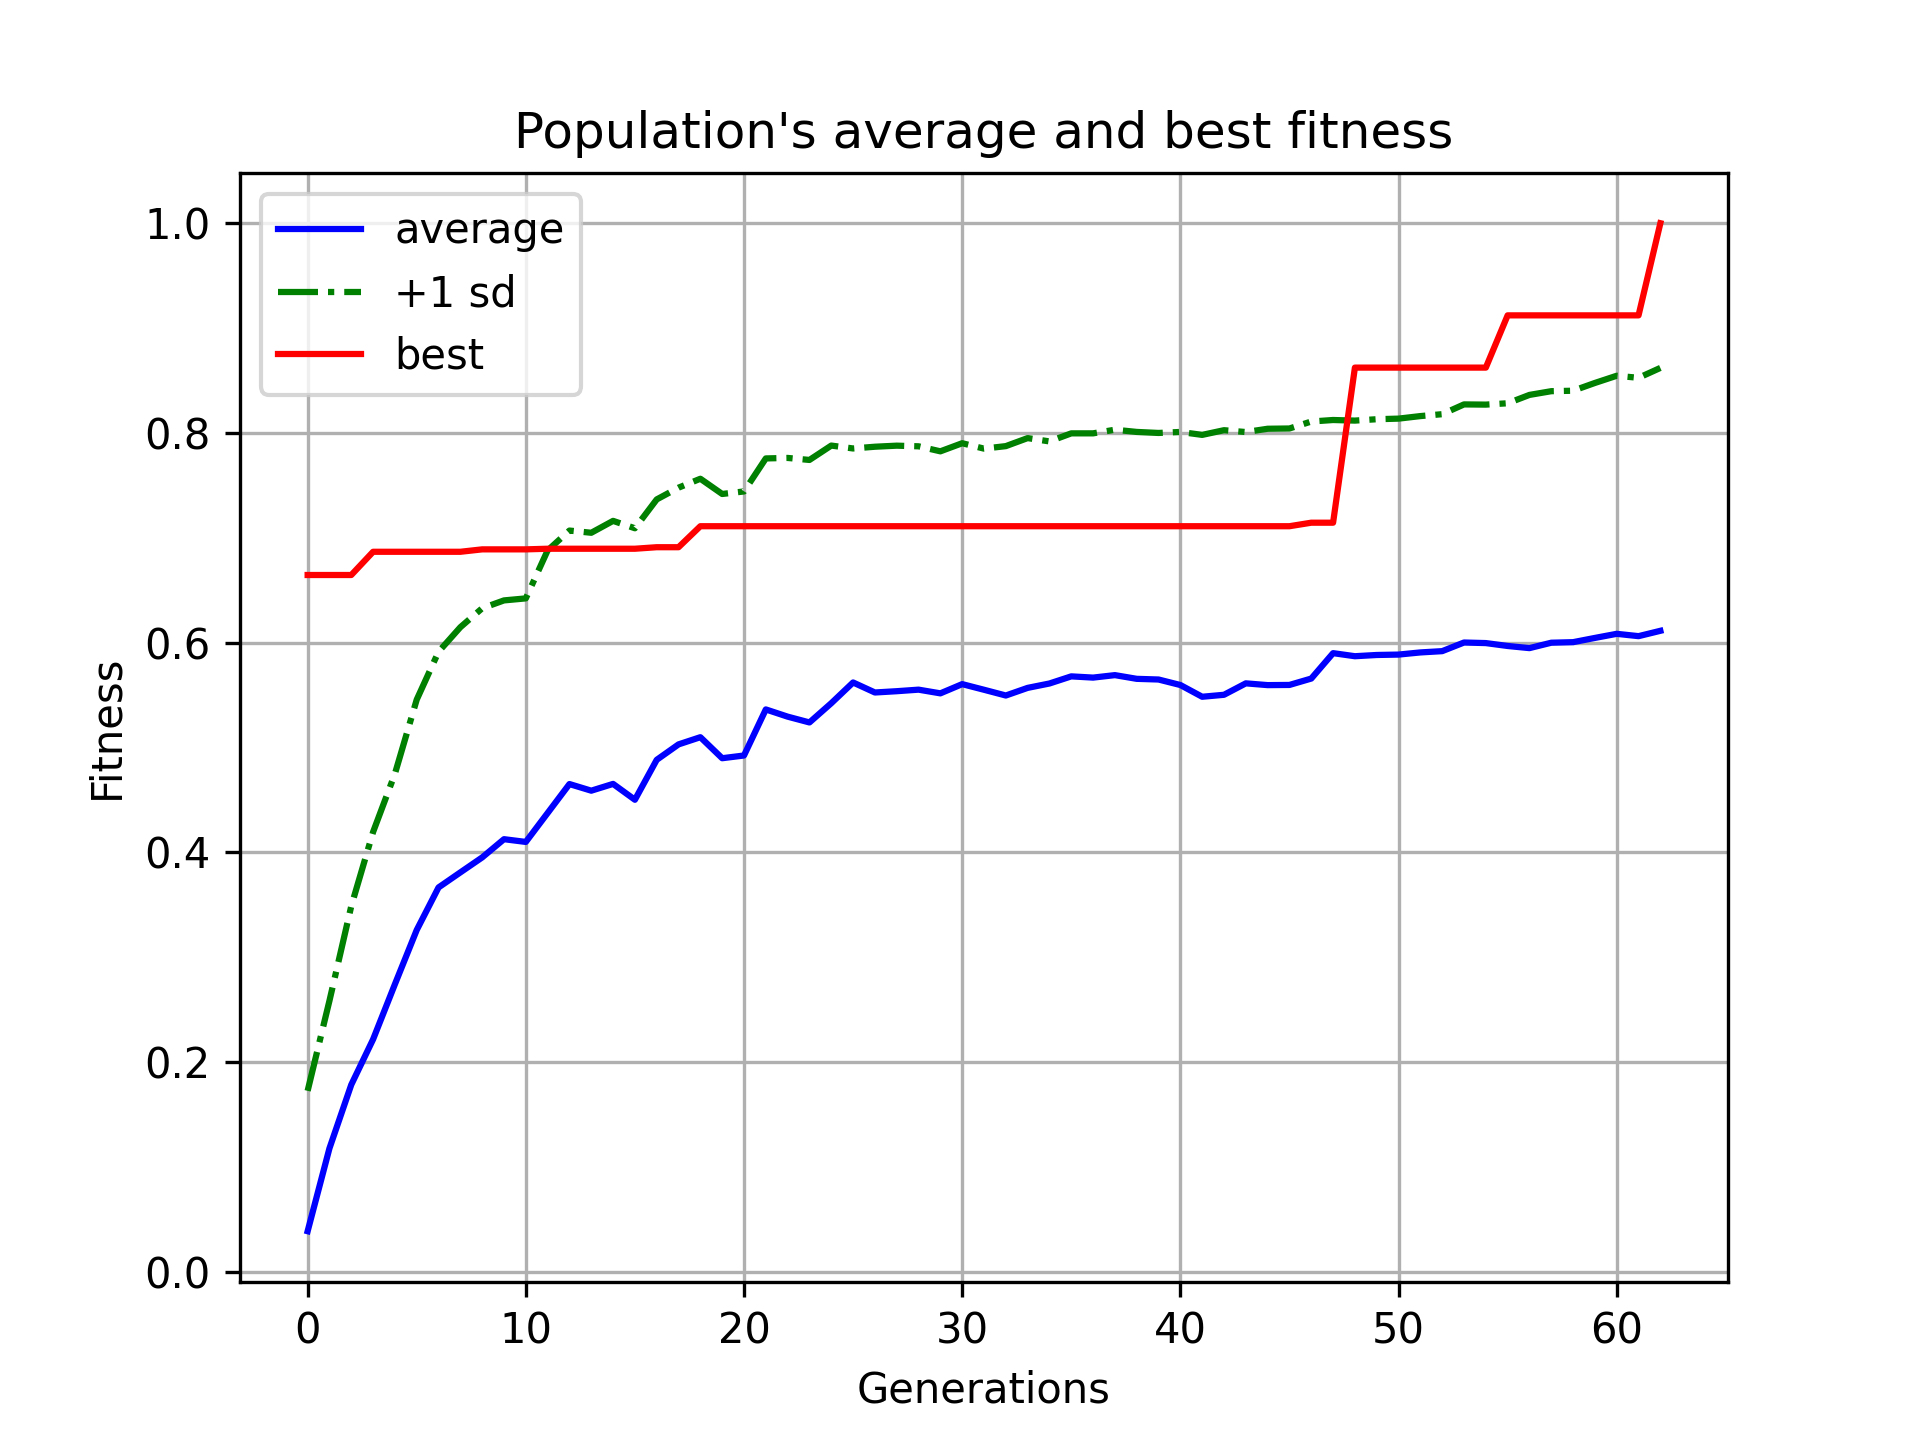 Population's average and best fitness
average
+1 sd
best
1.0
0.8
0.6
0.4
0.2
0.0
Fitness
0 10 20 30 40 50 60
Generations